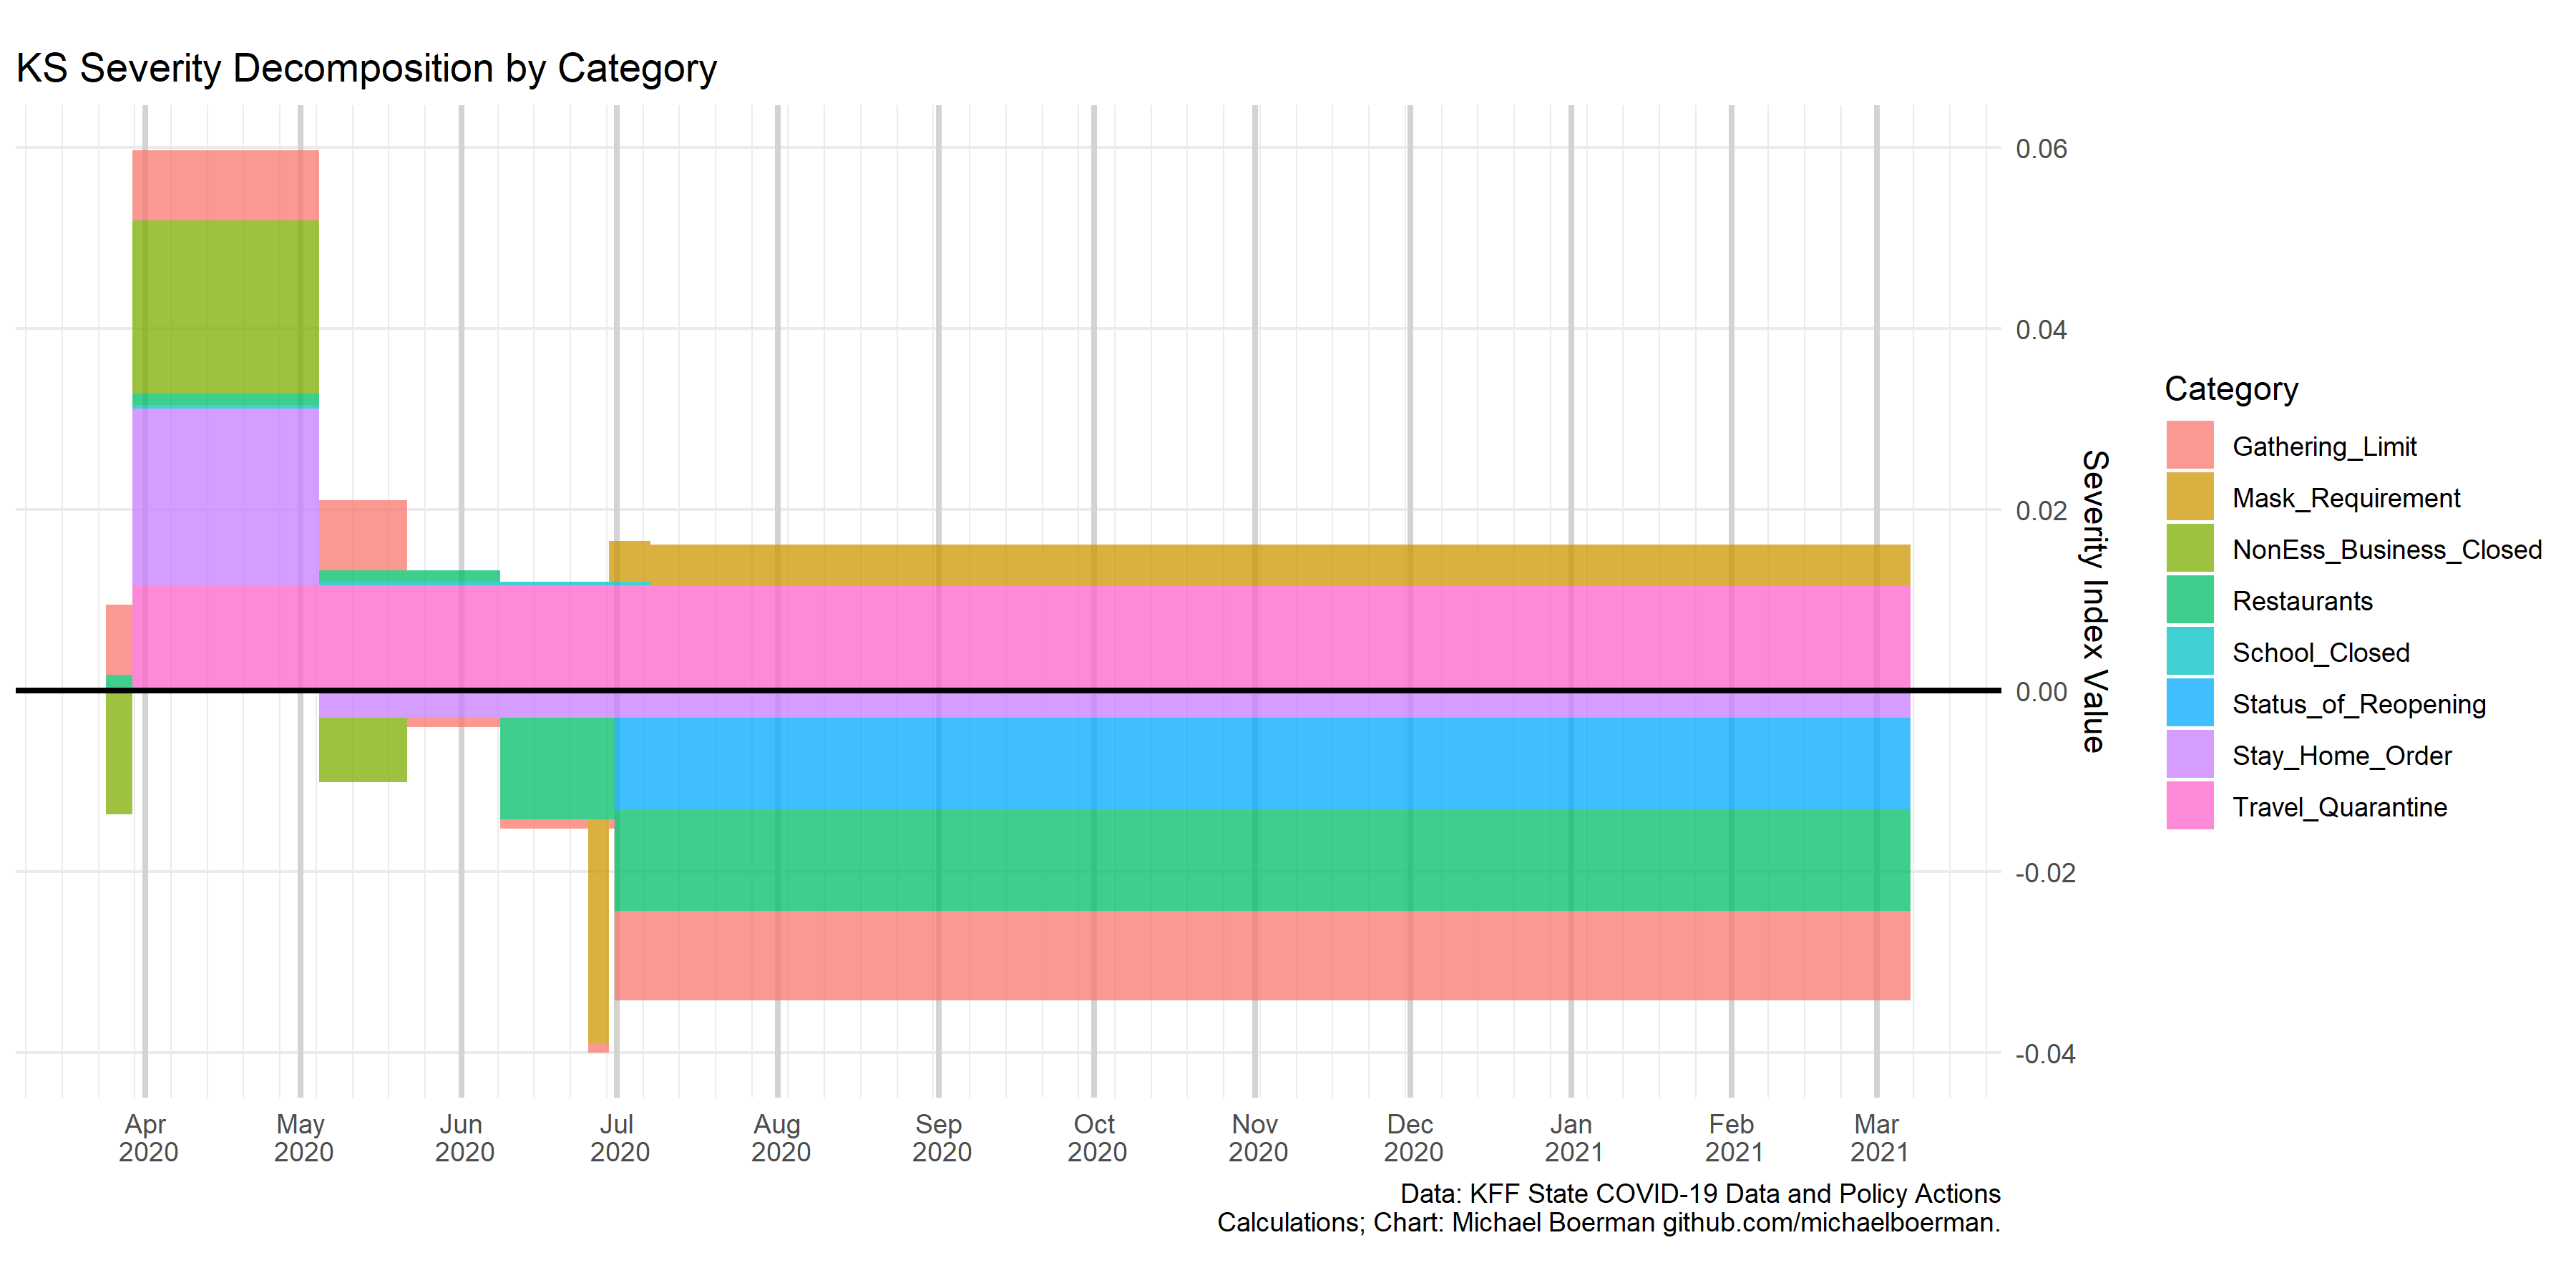 KS Severity Decomposition by Category
0.06
0.04
0.02
0.00
-0.02
-0.04
Severity Index Value
Apr
2020
May
2020
Jun
2020
Jul
2020
Aug
2020
Sep
2020
Oct
2020
Nov
2020
Dec
2020
Jan
2021
Feb
2021
Mar
2021
Category
Gathering_Limit
Mask_Requirement
NonEss_Business_Closed
Restaurants
School_Closed
Status_of_Reopening
Stay_Home_Order
Travel_Quarantine
Data: KFF State COVID-19 Data and Policy Actions
Calculations; Chart: Michael Boerman github.com/michaelboerman.